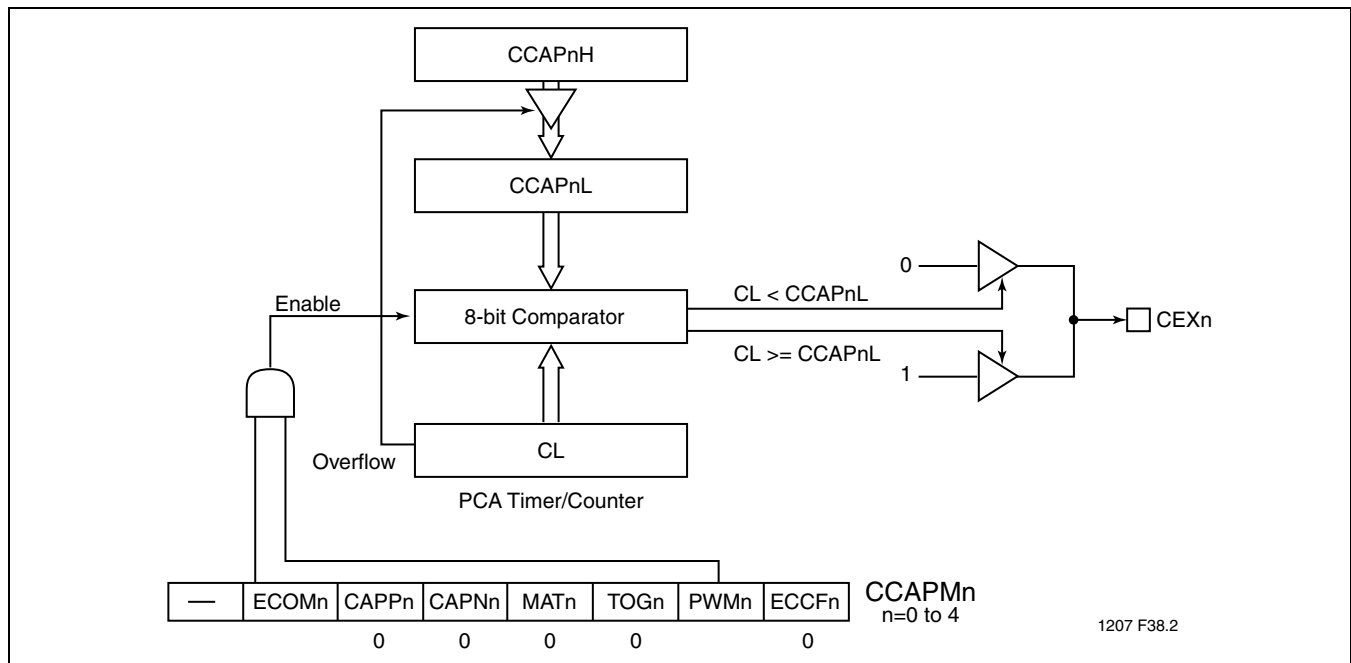 CCAPnH
CCAPnL
0
CL < CCAPnL
Enable
8-bit Comparator
CEXn
CL >= CCAPnL
1
CL
Overflow
PCA Timer/Counter
— ECOMn CAPPn CAPNn MATn TOGn PWMn ECCFn CCAPMn
n=0 to 4
0 0 0 0 0
1207 F38.2